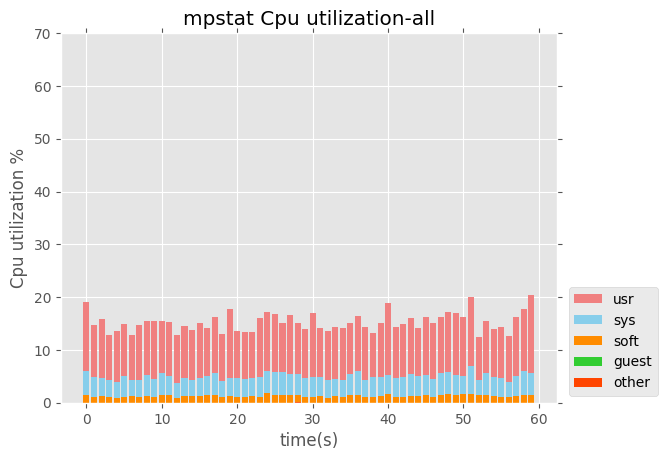 mpstat Cpu utilization-all
70
60
50
40
30
20
10
0
Cpu utilization %
0 10 20 30 40 50 60
time(s)
usr
sys
soft
guest
other